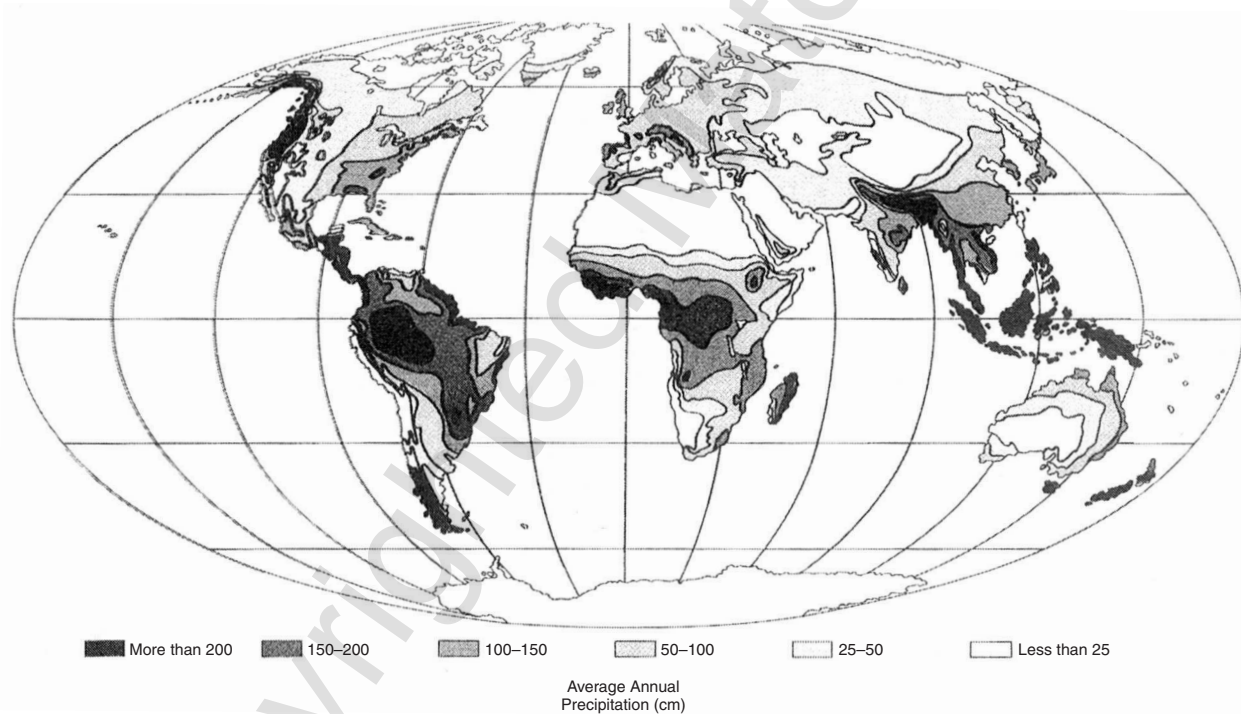 More than 200
150–200
100–150
50–100
25–50
Less than 25
Average Annual
Precipitation (cm)